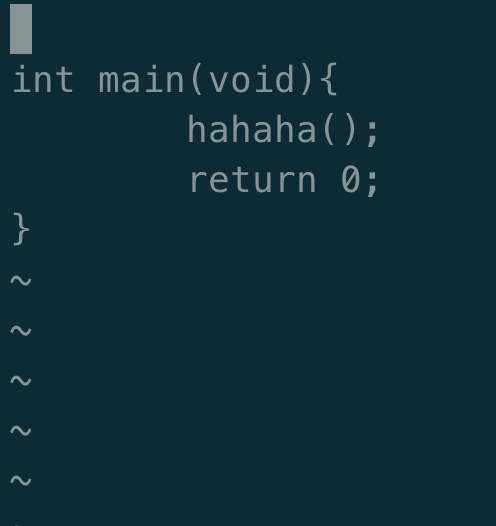 int main(void){
        hahaha();
        return 0;
}
~
~
~
~
~